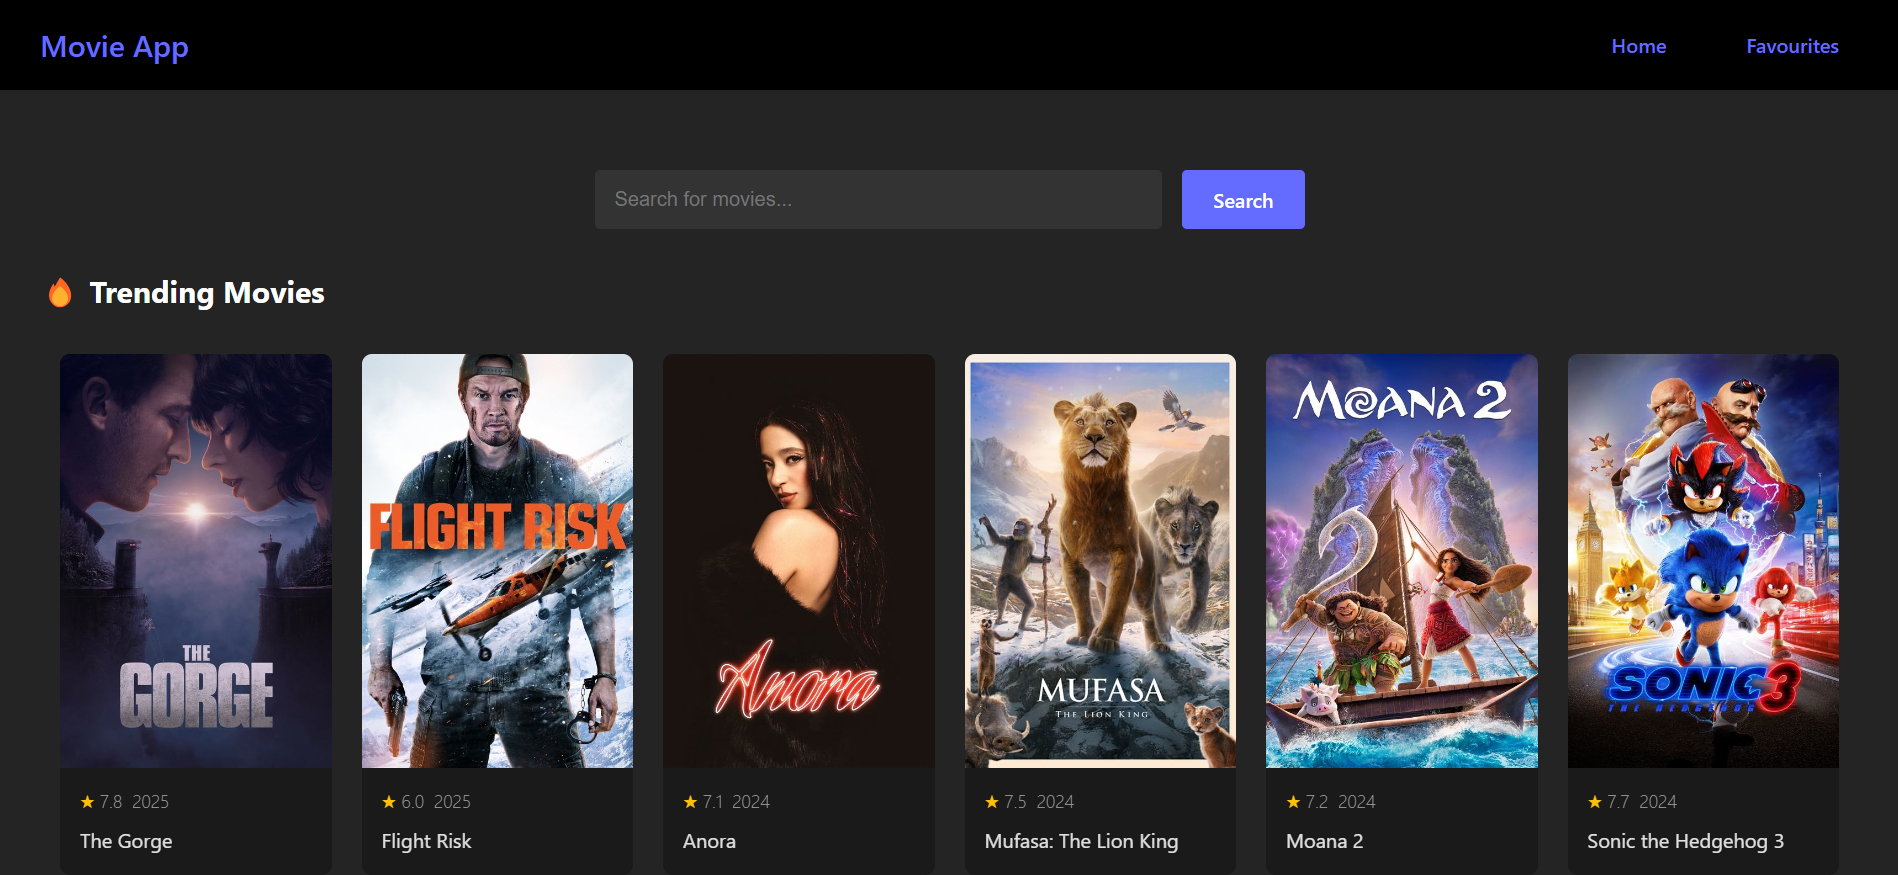 Movie App
Home
Favourites
Search for movies...
Search
Trending Movies
THE
GORGE
FLIGHT RISK
Anora
MUFASA
THE LION KING
MOANA 2
SONIC 3
THE HEDGEHOG
★ 7.8 2025
The Gorge
★ 6.0 2025
Flight Risk
★ 7.1 2024
Anora
★ 7.5 2024
Mufasa: The Lion King
★ 7.2 2024
Moana 2
★ 7.7 2024
Sonic the Hedgehog 3